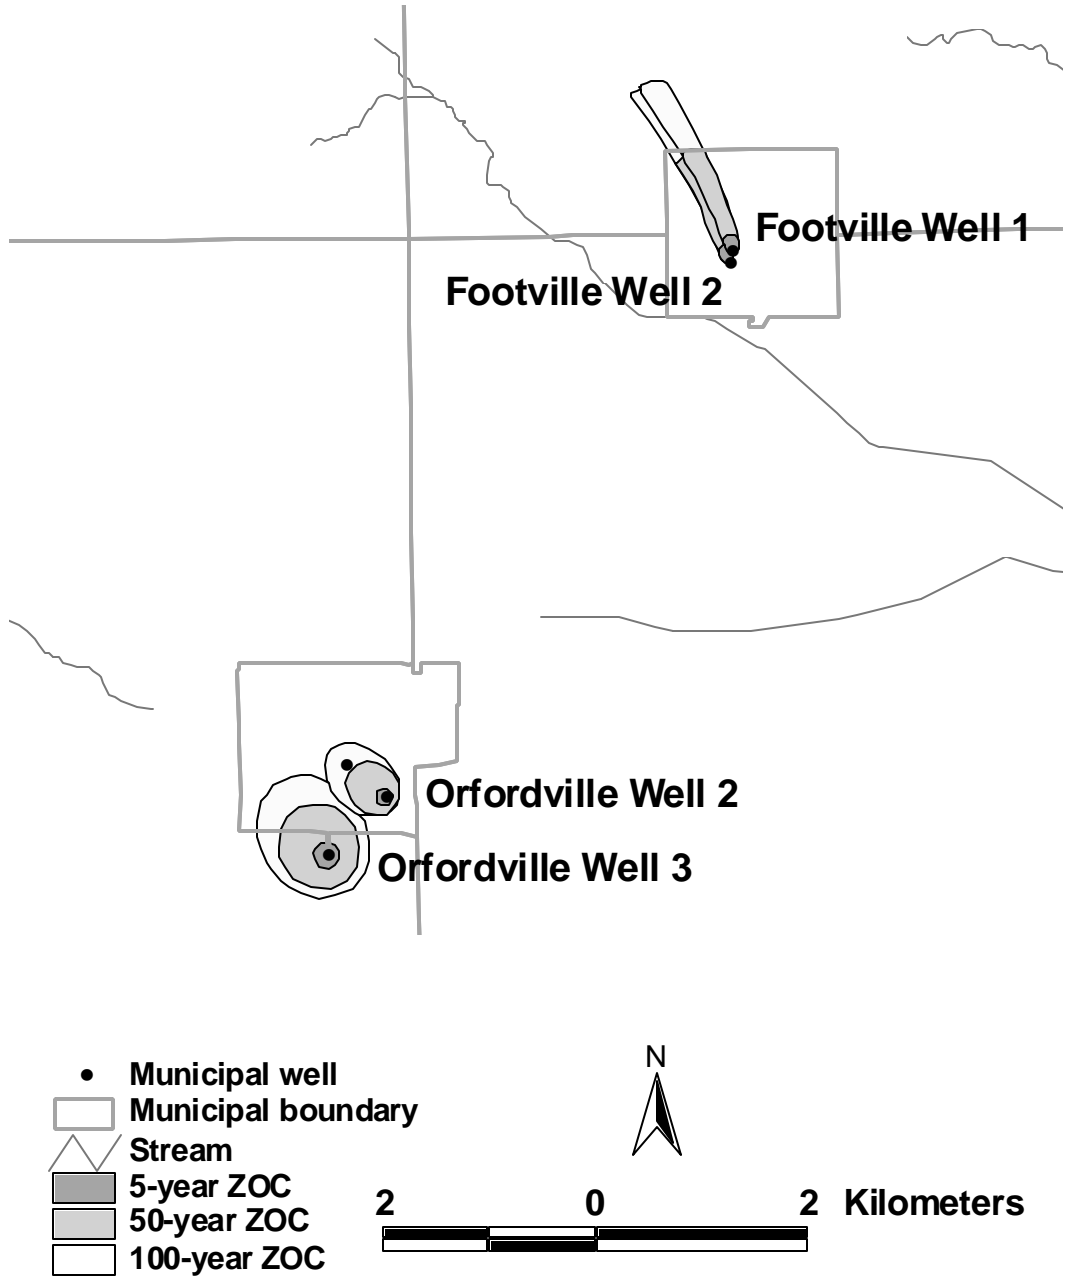 Footville Well 1
Footville Well 2
Orfordville Well 2
Orfordville Well 3
N
Municipal well
Municipal boundary
Stream
5-year ZOC
50-year ZOC
100-year ZOC
2 0 2 Kilometers